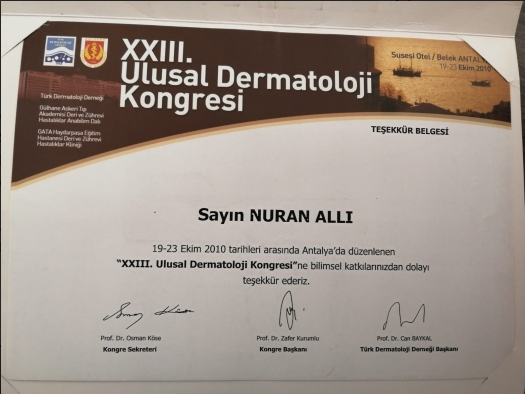 XXIII.
Ulusal Dermatoloji
Kongresi
Susesi Otel / Belek ANTALY
19-23 Ekim 2010
Türk Dermatoloji Derneği
Gülhane Askeri Tıp
Akademisi Deri ve Zührevi
Hastalıklar Anabilim Dalı
GATA Haydarpaşa Eğitim
Hastanesi Deri ve Zührevi
Hastalıklar Kliniği
TEŞEKKÜR BELGESİ
Sayın NURAN ALLI
19-23 Ekim 2010 tarihleri arasında Antalya'da düzenlenen
“XXIII. Ulusal Dermatoloji Kongresi”ne bilimsel katkılarınızdan dolayı
teşekkür ederiz.
Prof. Dr. Osman Köse
Kongre Sekreteri
Prof. Dr. Zafer Kurumlu
Kongre Başkanı
Prof. Dr. Can BAYKAL
Türk Dermatoloji Derneği Başkanı